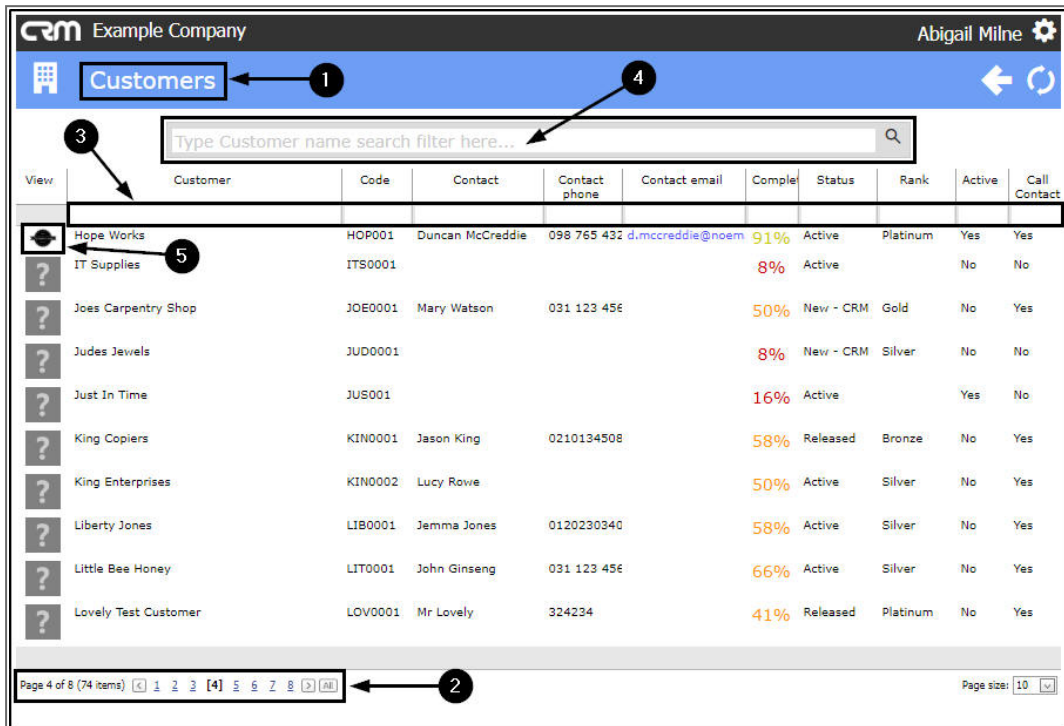 CRM Example Company Abigail Milne
Customers 1 4
3 Type Customer name search filter here...
View Customer Code Contact Contact phone Contact email Complet Status Rank Active Call Contact
Hope Works HOP001 Duncan McCreddie 098 765 432 d.mccreddie@noem 91% Active Platinum Yes Yes
5
? IT Supplies ITS0001 8% Active No No
? Joes Carpentry Shop JOE0001 Mary Watson 031 123 456 50% New - CRM Gold No Yes
? Judes Jewels JUD0001 8% New - CRM Silver No No
? Just In Time JUS001 16% Active Yes No
? King Copiers KIN0001 Jason King 0210134508 58% Released Bronze No Yes
? King Enterprises KIN0002 Lucy Rowe 50% Active Silver No Yes
? Liberty Jones LIB0001 Jemma Jones 0120230340 58% Active Silver No Yes
? Little Bee Honey LIT0001 John Ginseng 031 123 456 66% Active Silver No Yes
? Lovely Test Customer LOV0001 Mr Lovely 324234 41% Released Platinum No Yes
Page 4 of 8 (74 items) < 1 2 3 [4] 5 6 7 8 > All 2 Page size: 10